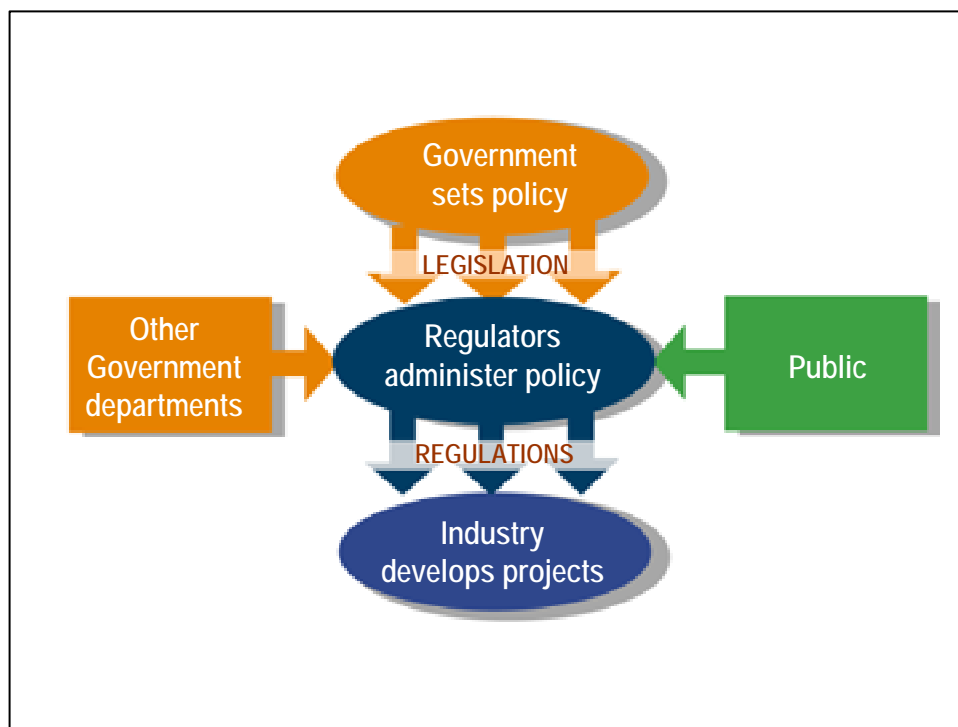 Government
sets policy
LEGISLATION
Other
Government
departments
Regulators
administer policy
Public
REGULATIONS
Industry
develops projects